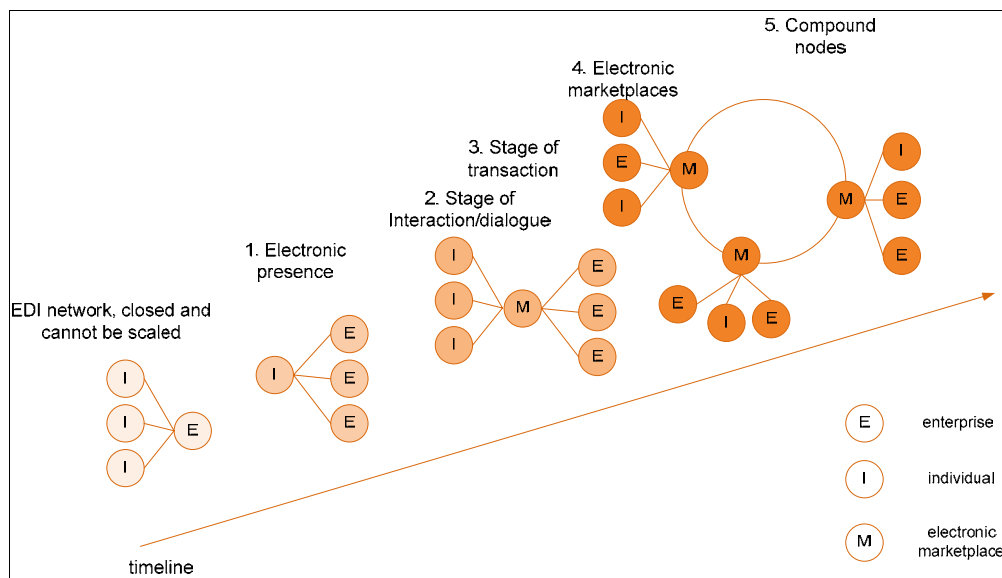 5. Compound
nodes
4. Electronic
marketplaces
I
E
I
M
M
I
E
E
M
E
I
E
3. Stage of
transaction
2. Stage of
Interaction/dialogue
I
I
I
M
E
E
E
1. Electronic
presence
I
E
E
E
EDI network, closed and
cannot be scaled
I
I
I
E
timeline
E
enterprise
I
individual
M
electronic
marketplace